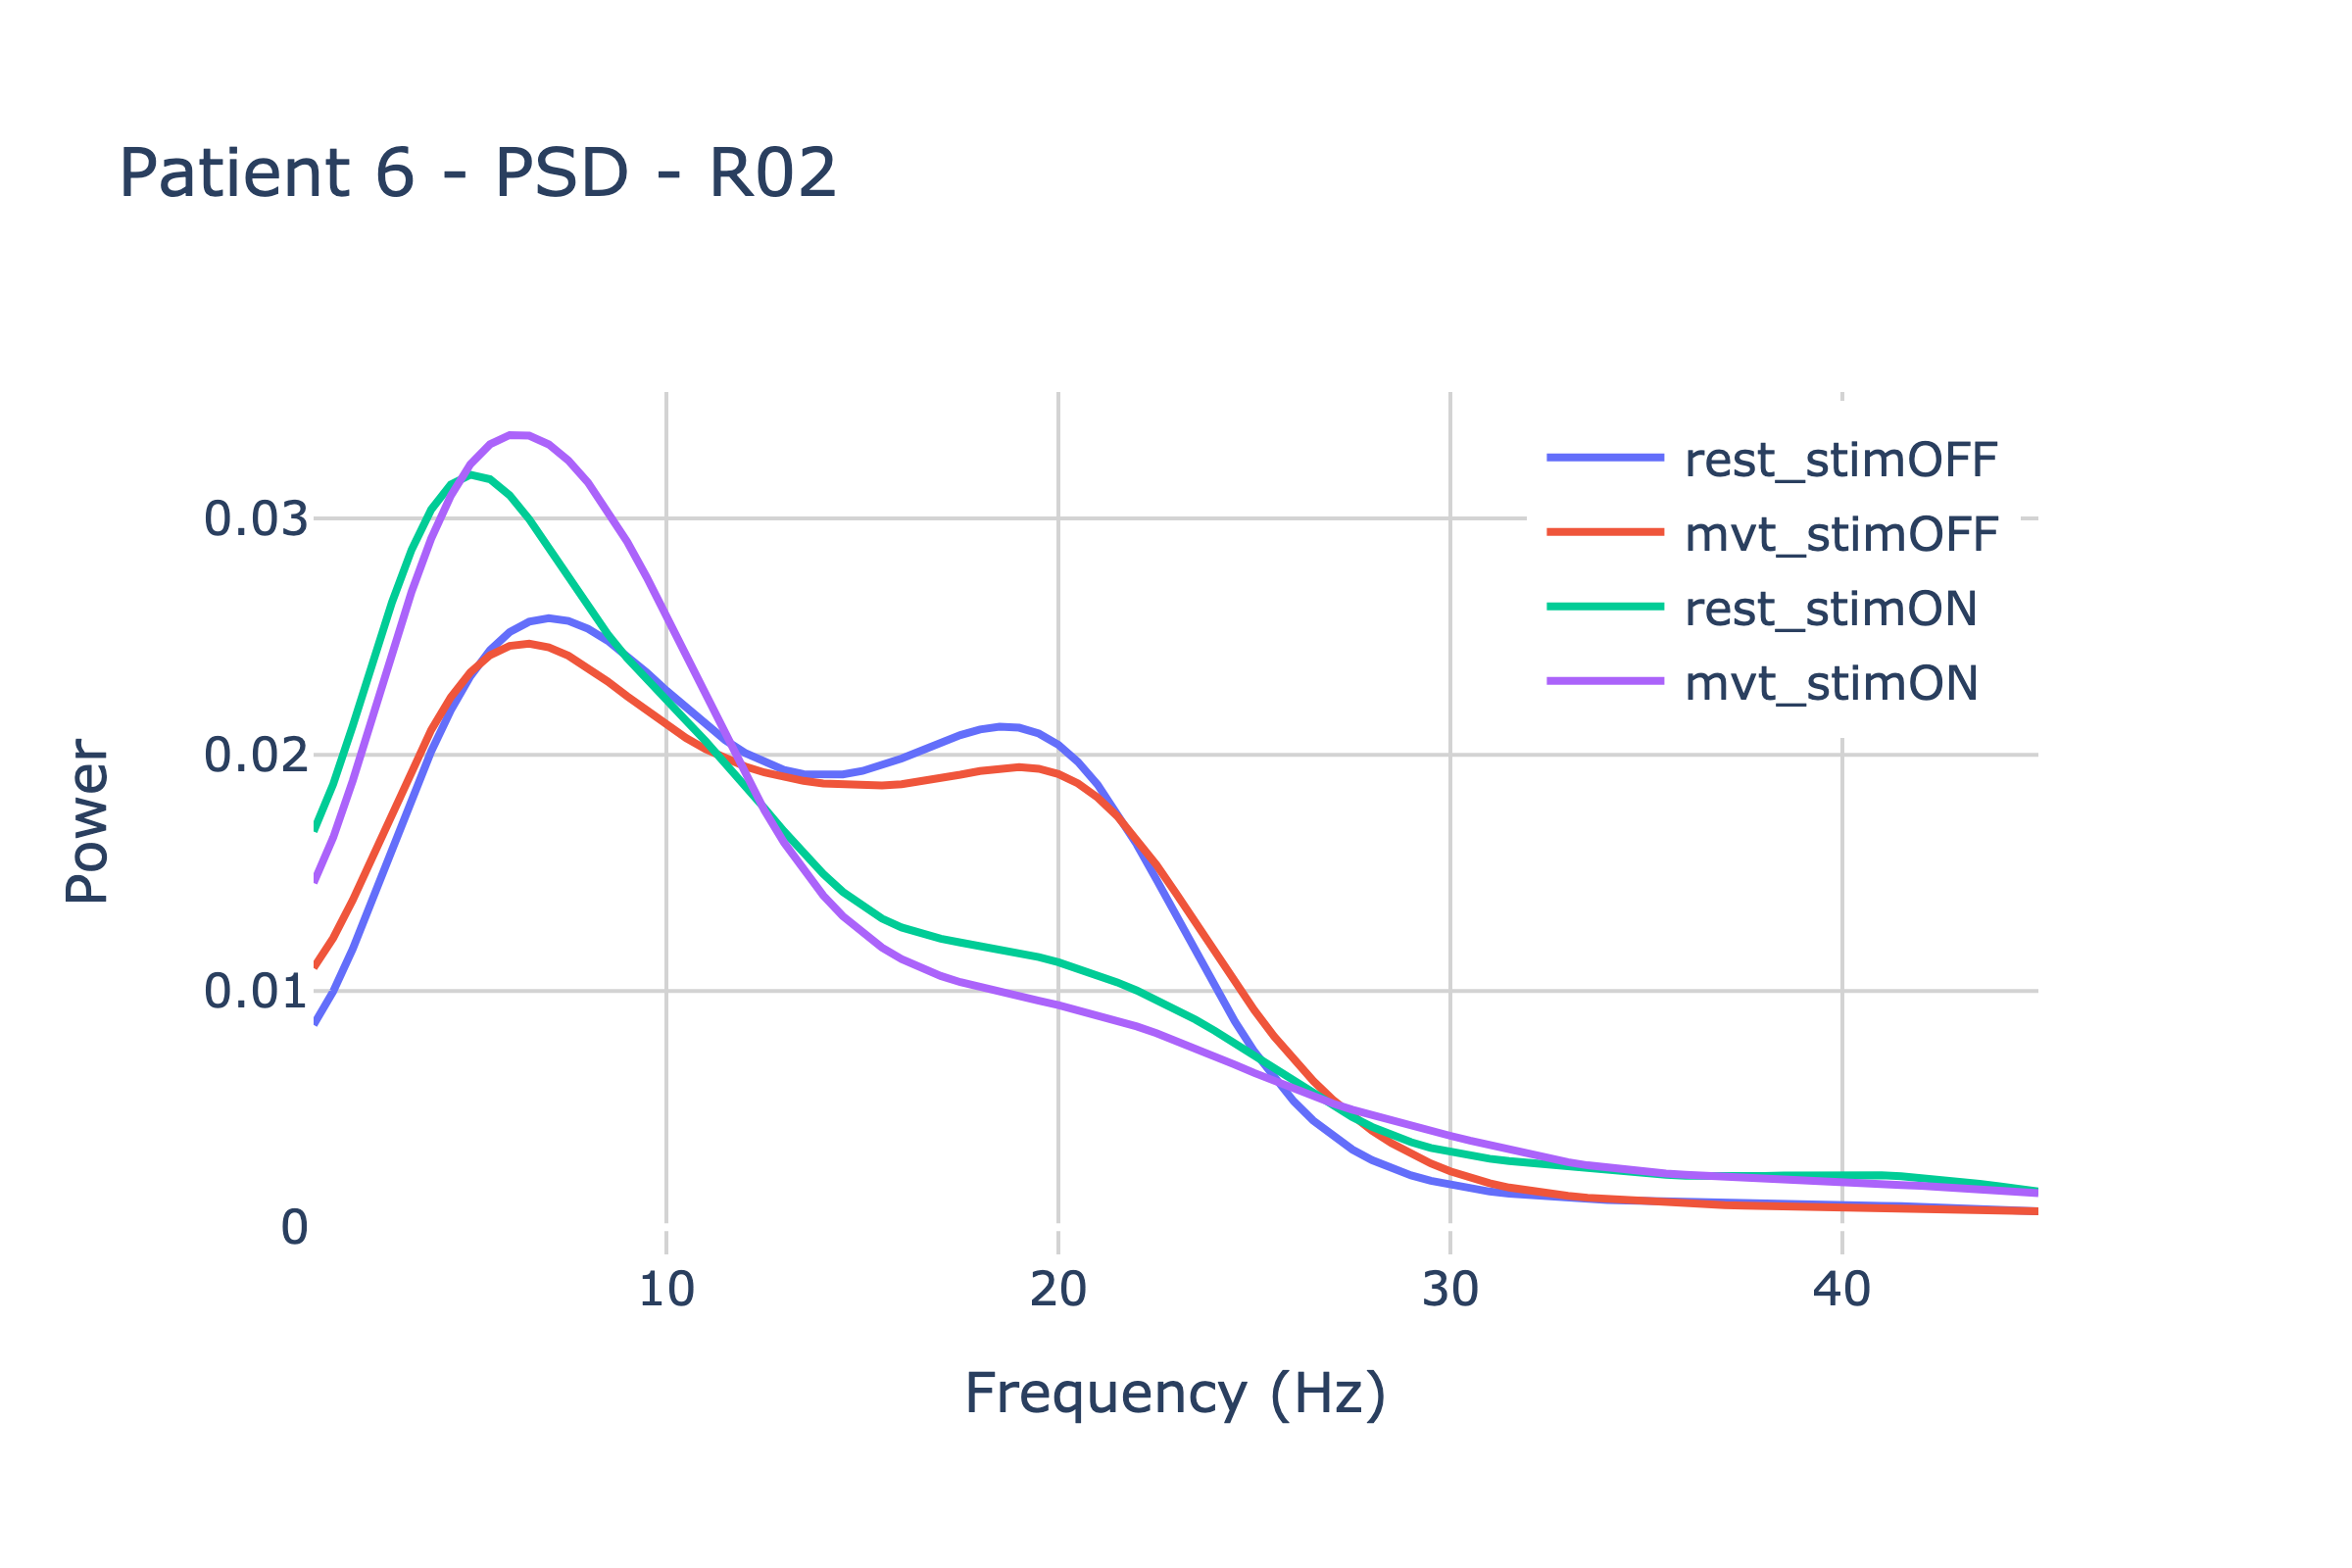 Patient 6 - PSD - R02
rest_stimOFF
mvt_stimOFF
rest_stimON
mvt_stimON
0.03
0.02
0.01
0
Power
10 20 30 40
Frequency (Hz)